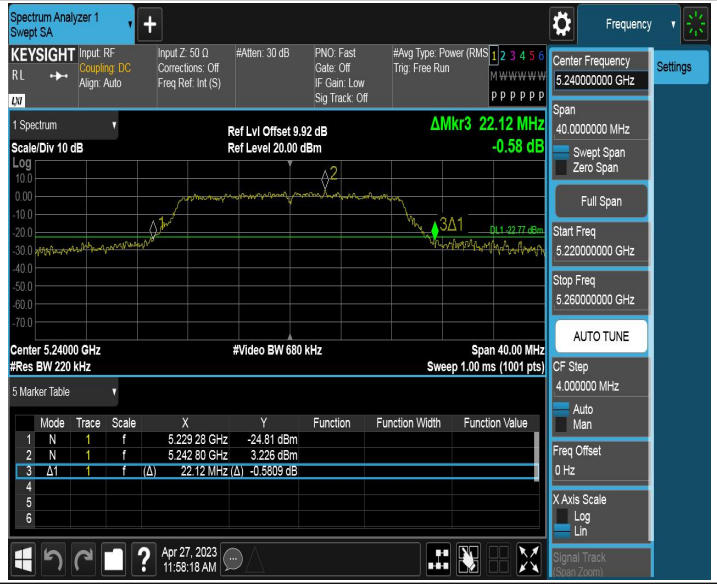 Spectrum Analyzer 1
Swept SA
Frequency
KEYSIGHT
RL
LXI
Input: RF
Coupling: DC
Align: Auto
Input Z: 50 Ω
Corrections: Off
Freq Ref: Int (S)
#Atten: 30 dB
PNO: Fast
Gate: Off
IF Gain: Low
Sig Track: Off
#Avg Type: Power (RMS
Trig: Free Run
1 2 3 4 5 6
M W W W W W
P P P P P P
1 Spectrum
Scale/Div 10 dB
Ref Lvl Offset 9.92 dB
Ref Level 20.00 dBm
ΔMkr3 22.12 MHz
-0.58 dB
Log
10.0
0.00
-10.0
-20.0
-30.0
-40.0
-50.0
-60.0
-70.0
1
2
3Δ1
DL1 -22.77 dBm
Center 5.24000 GHz
#Res BW 220 kHz
#Video BW 680 kHz
Span 40.00 MHz
Sweep 1.00 ms (1001 pts)
5 Marker Table
Mode Trace Scale X Y Function Function Width Function Value
1 N 1 f 5.229 28 GHz -24.81 dBm
2 N 1 f 5.242 80 GHz 3.226 dBm
3 Δ1 1 f (Δ) 22.12 MHz (Δ) -0.5809 dB
4
5
6
Apr 27, 2023
11:58:18 AM
Settings
Center Frequency
5.240000000 GHz
Span
40.0000000 MHz
Swept Span
Zero Span
Full Span
Start Freq
5.220000000 GHz
Stop Freq
5.260000000 GHz
AUTO TUNE
CF Step
4.000000 MHz
Auto
Man
Freq Offset
0 Hz
X Axis Scale
Log
Lin
Signal Track
(Span Zoom)